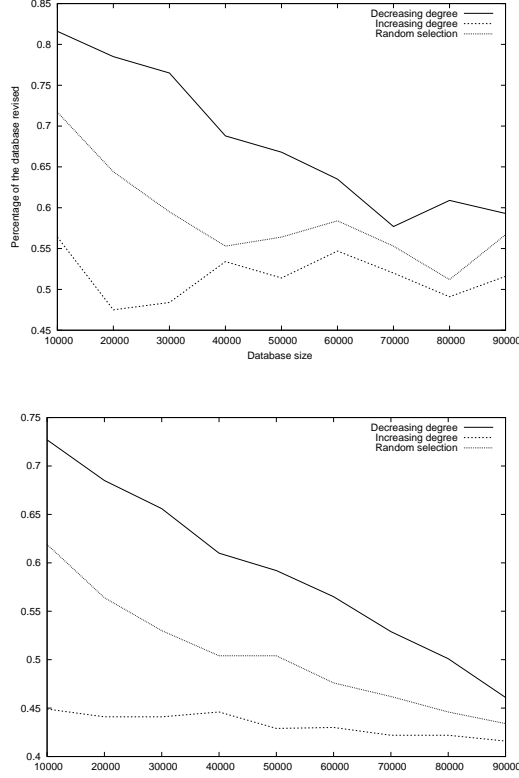 0.85
0.8
0.75
0.7
0.65
0.6
0.55
0.5
0.45
Percentage of the database revised
Decreasing degree
Increasing degree
Random selection
10000 20000 30000 40000 50000 60000 70000 80000 90000
Database size
0.75
0.7
0.65
0.6
0.55
0.5
0.45
0.4
Decreasing degree
Increasing degree
Random selection
10000 20000 30000 40000 50000 60000 70000 80000 90000